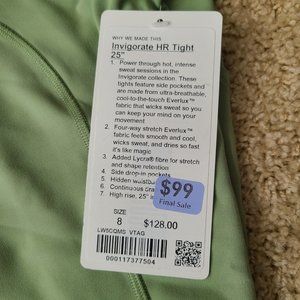 WHY WE MADE THIS
Invigorate HR Tight
25"
1. Power through hot, intense
sweat sessions in the
Invigorate collection. These
tights feature side pockets and
are made from ultra-breathable,
cool-to-the-touch Everlux™
fabric that wicks sweat so you
can keep your mind on your
movement
2. Four-way stretch Everlux™
fabric feels smooth and cool,
wicks sweat, and dries so fast
it's like magic
3. Added Lycra® fibre for stretch
and shape retention
4. Side drop-in pockets
5. Hidden
6. Continuous
7. High rise, 25"
$99
Final Sale
SIZE
8
$128.00
LW5CQMS VTAG
000117377504